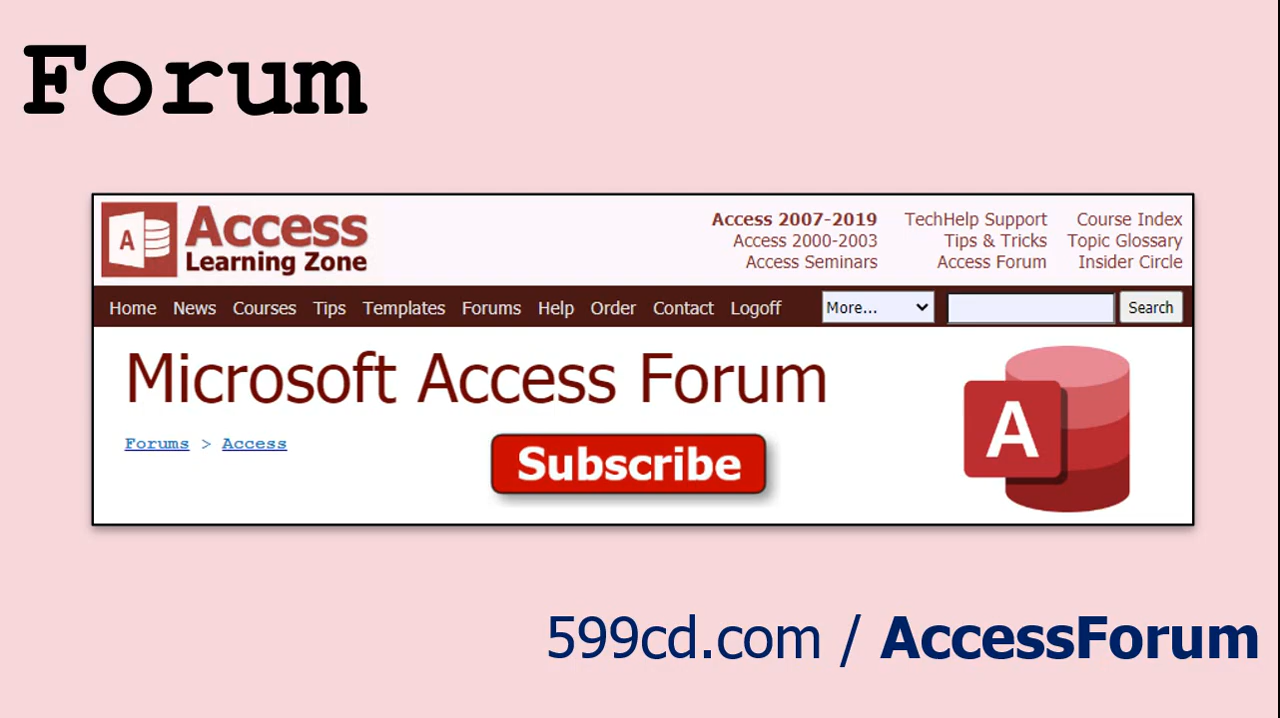 Forum
A
Access
Learning Zone
Access 2007-2019 TechHelp Support Course Index
Access 2000-2003 Tips & Tricks Topic Glossary
Access Seminars Access Forum Insider Circle
Home News Courses Tips Templates Forums Help Order Contact Logoff More... Search
Microsoft Access Forum
A
Forums > Access
Subscribe
599cd.com / AccessForum